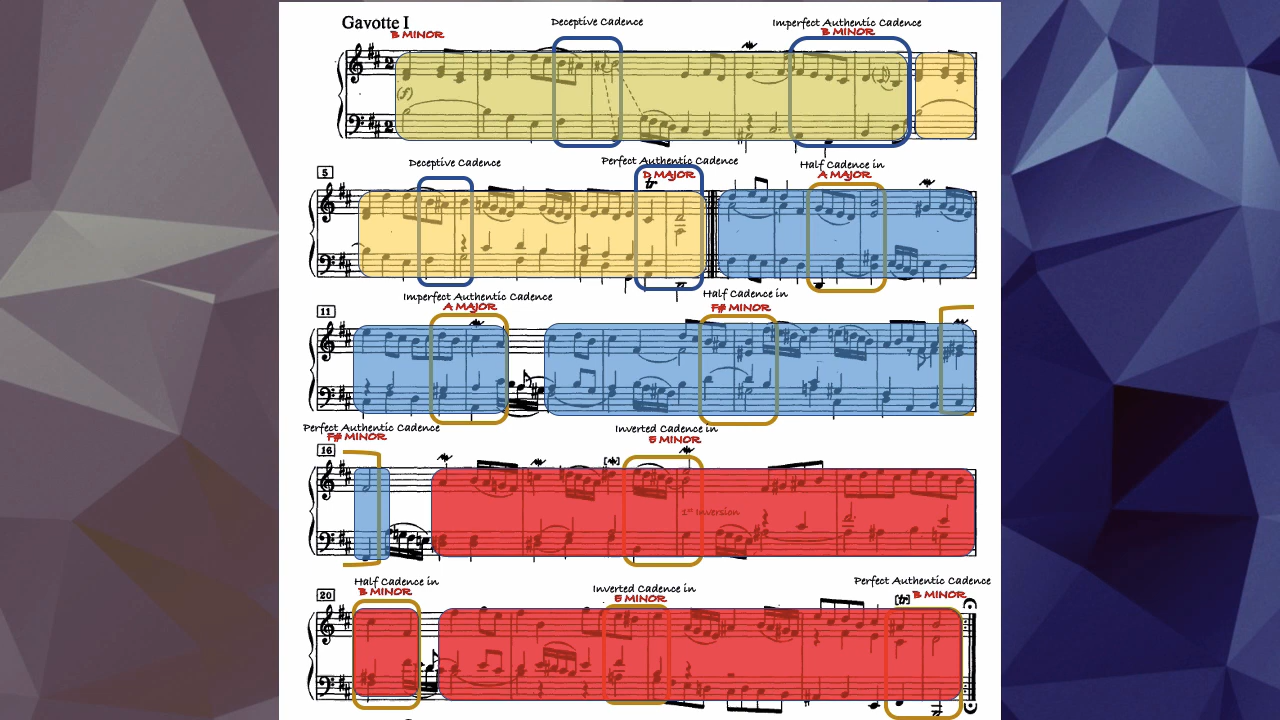 Gavotte I
B MINOR
Deceptive Cadence
Imperfect Authentic Cadence
B MINOR
(f)
5
Deceptive Cadence
Perfect Authentic Cadence
D MAJOR
tr
Half Cadence in
A MAJOR
11
Imperfect Authentic Cadence
A MAJOR
Half Cadence in
F# MINOR
Perfect Authentic Cadence
F# MINOR
16
Inverted Cadence in
E MINOR
1st Inversion
20
Half Cadence in
B MINOR
Inverted Cadence in
E MINOR
Perfect Authentic Cadence
B MINOR
[tr]